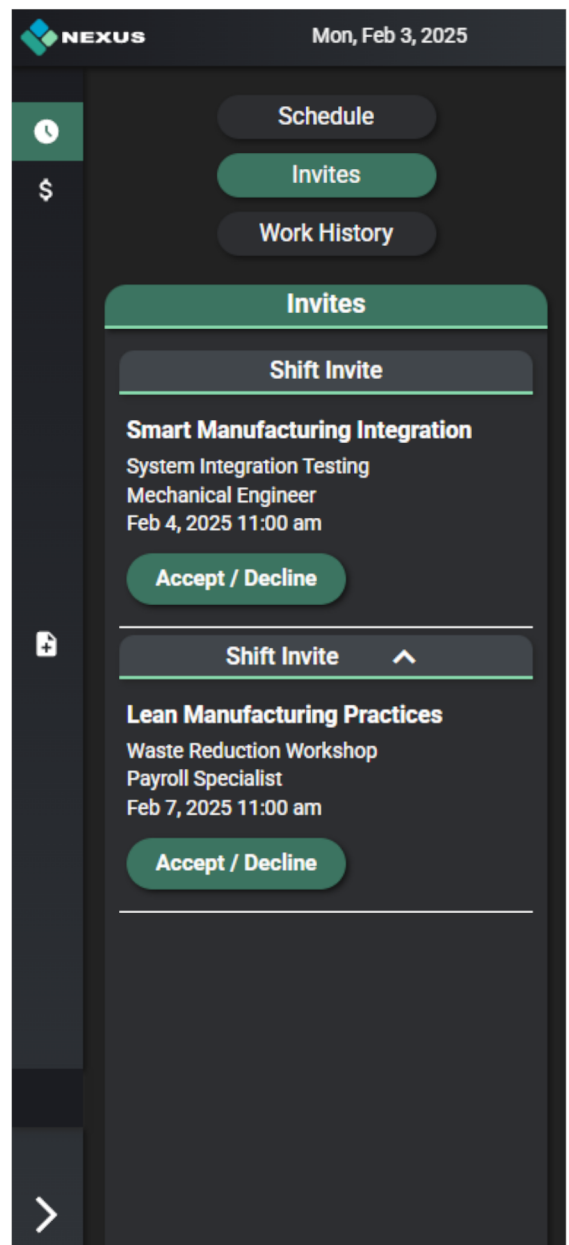 NEXUS
Mon, Feb 3, 2025
Schedule
$
Invites
Work History
Invites
Shift Invite
Smart Manufacturing Integration
System Integration Testing
Mechanical Engineer
Feb 4, 2025 11:00 am
Accept / Decline
Shift Invite
Lean Manufacturing Practices
Waste Reduction Workshop
Payroll Specialist
Feb 7, 2025 11:00 am
Accept / Decline